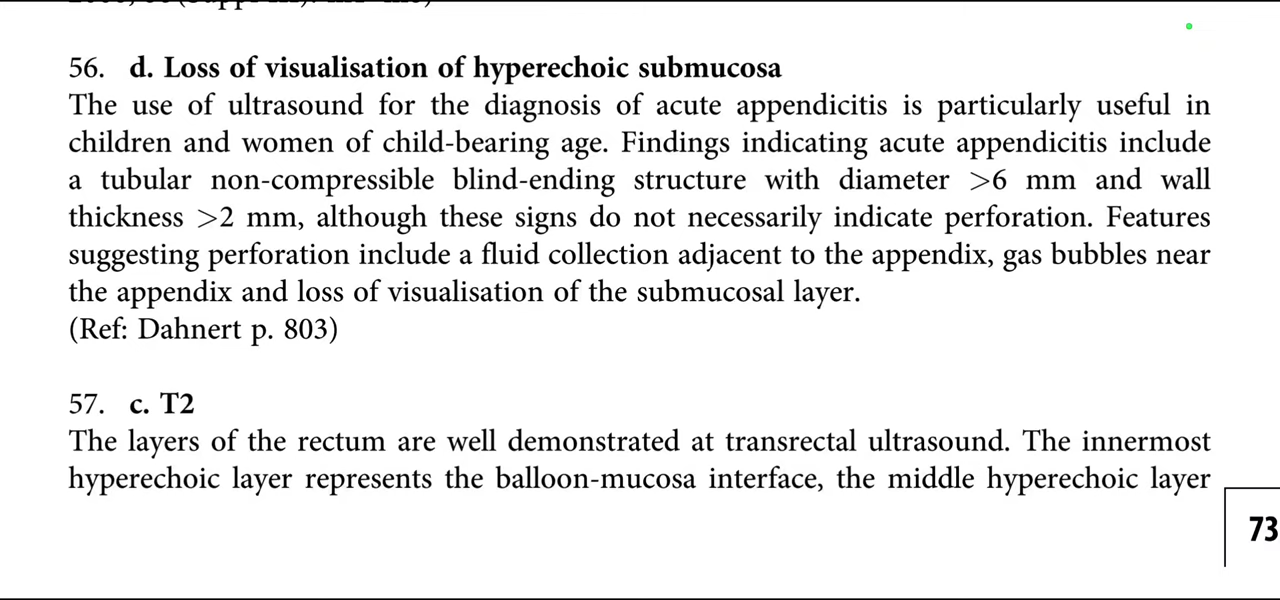 56. d. Loss of visualisation of hyperechoic submucosa
The use of ultrasound for the diagnosis of acute appendicitis is particularly useful in
children and women of child-bearing age. Findings indicating acute appendicitis include
a tubular non-compressible blind-ending structure with diameter >6 mm and wall
thickness >2 mm, although these signs do not necessarily indicate perforation. Features
suggesting perforation include a fluid collection adjacent to the appendix, gas bubbles near
the appendix and loss of visualisation of the submucosal layer.
(Ref: Dahnert p. 803)
57. c. T2
The layers of the rectum are well demonstrated at transrectal ultrasound. The innermost
hyperechoic layer represents the balloon-mucosa interface, the middle hyperechoic layer
73